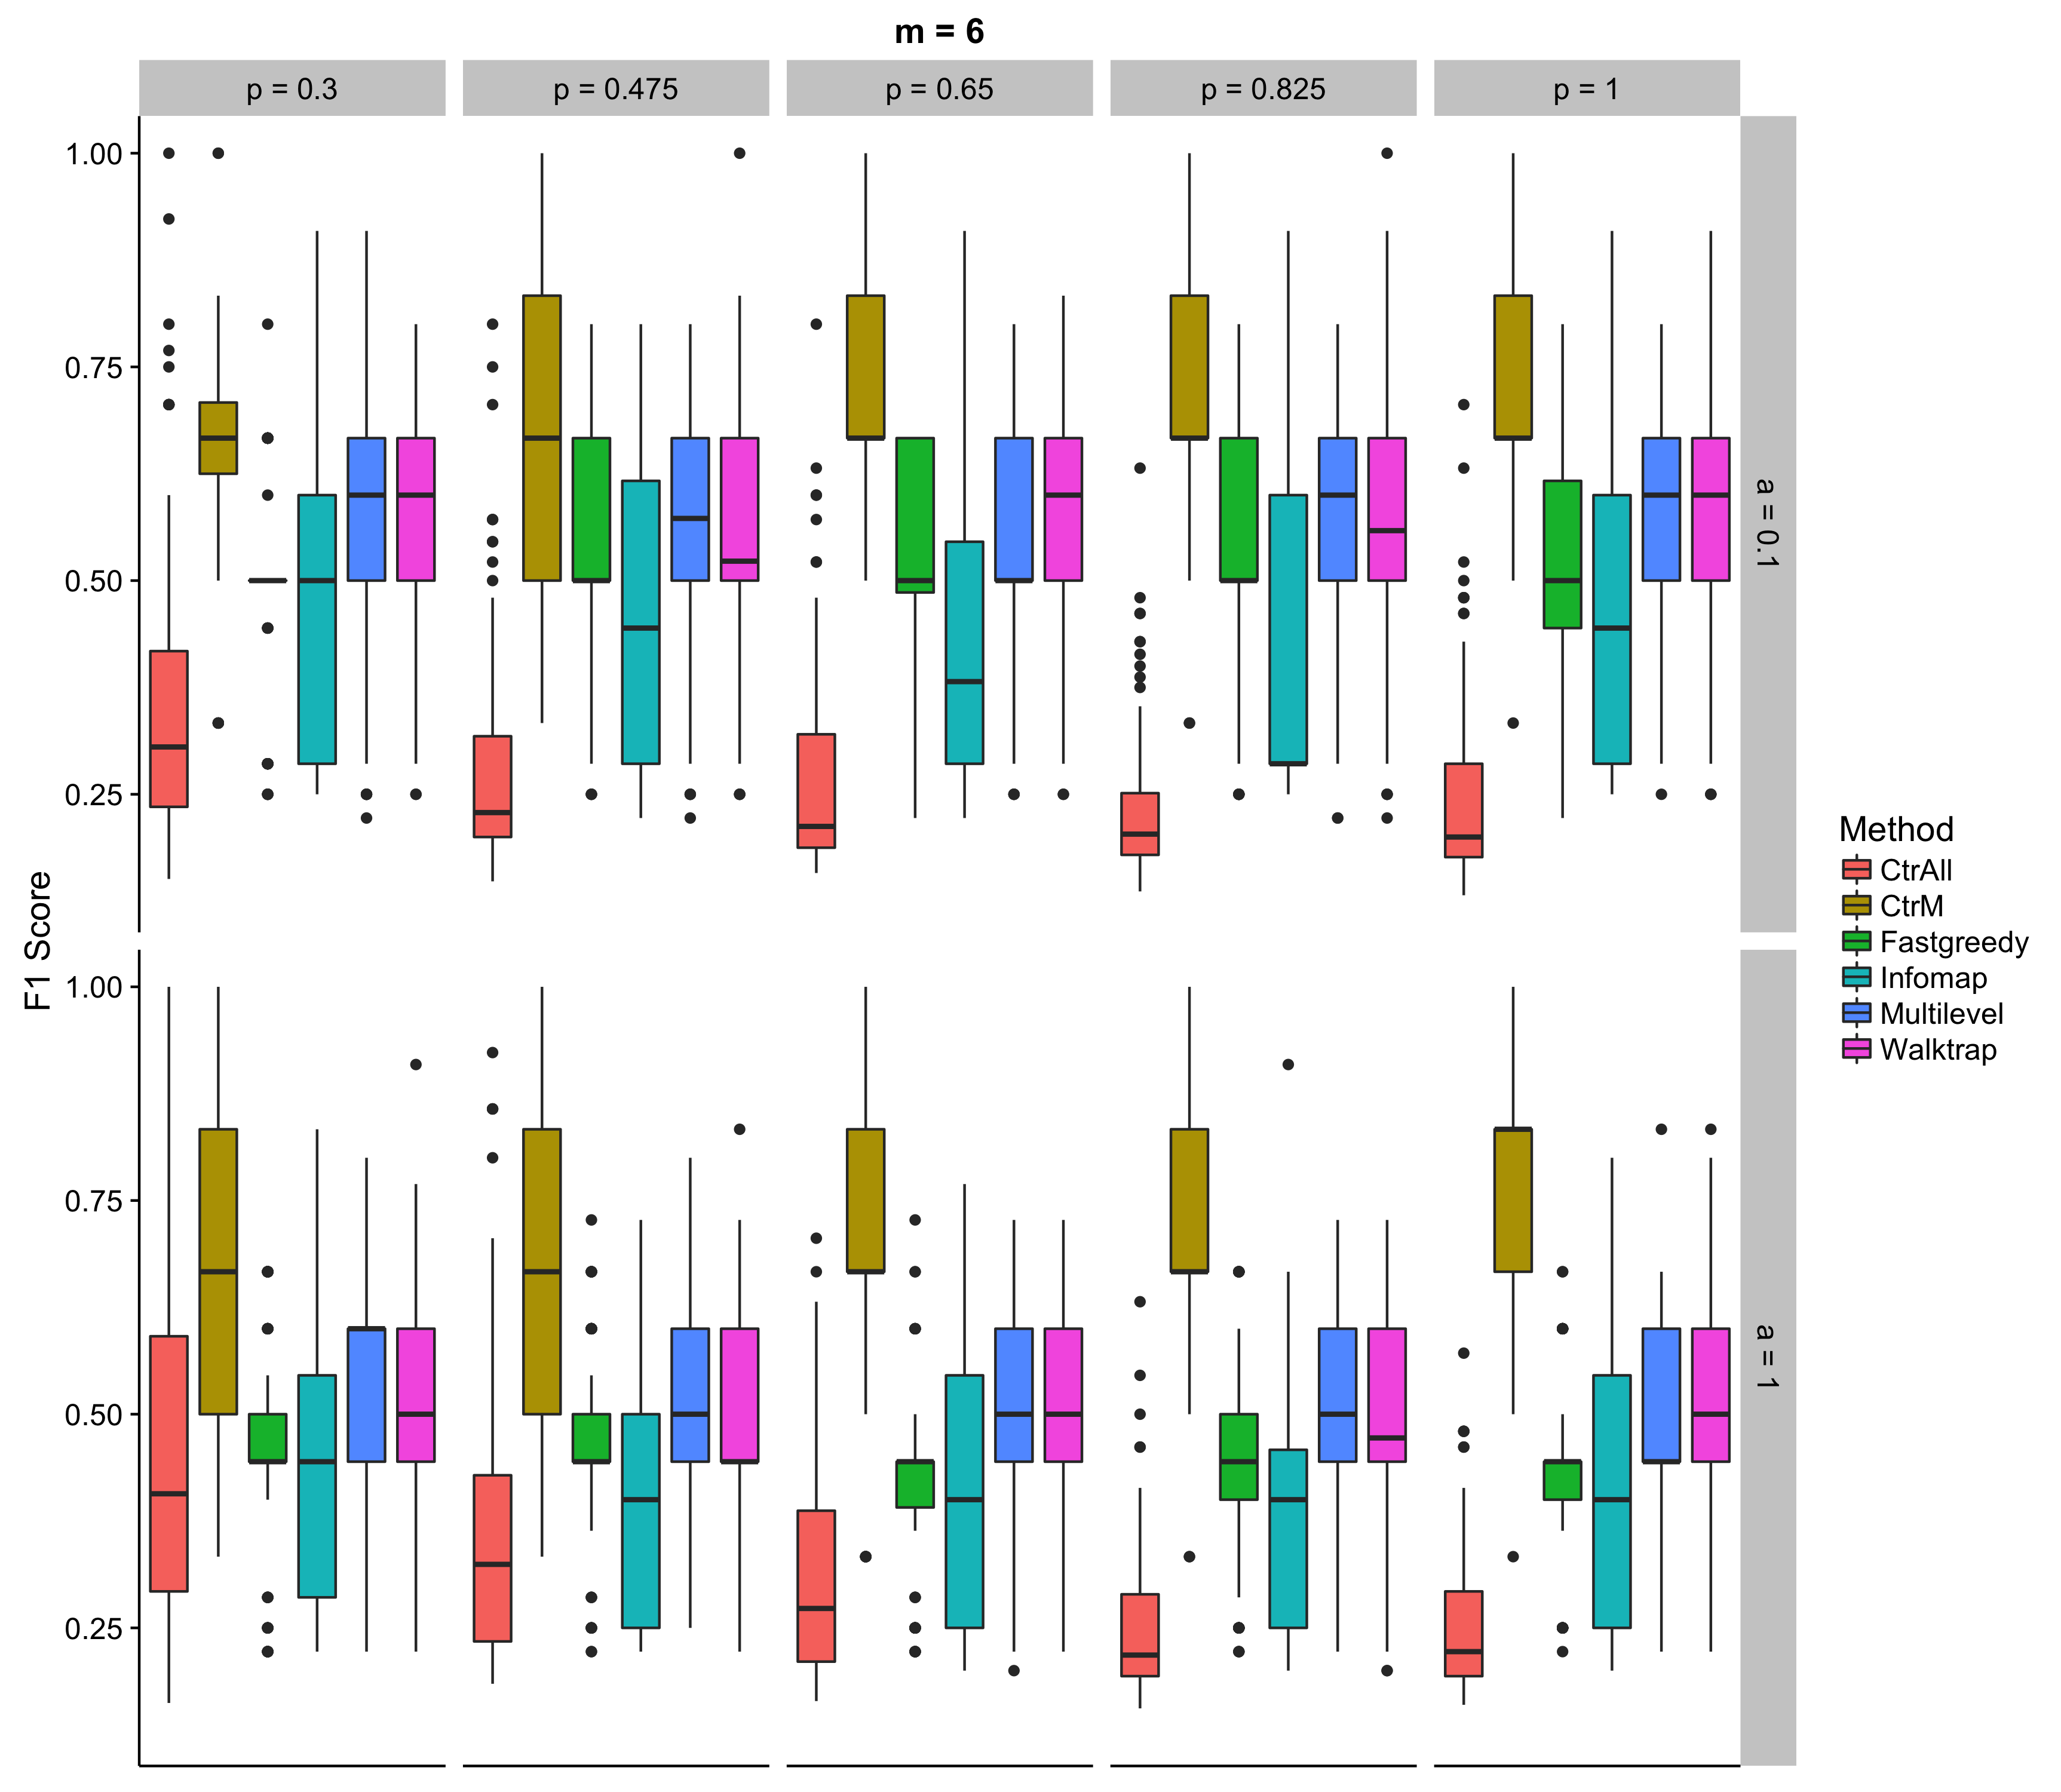 m = 6
p = 0.3
p = 0.475
p = 0.65
p = 0.825
p = 1
1.00
0.75
0.50
0.25
a = 0.1
F1 Score
1.00
0.75
0.50
0.25
a = 1
Method
CtrAll
CtrM
Fastgreedy
Infomap
Multilevel
Walktrap